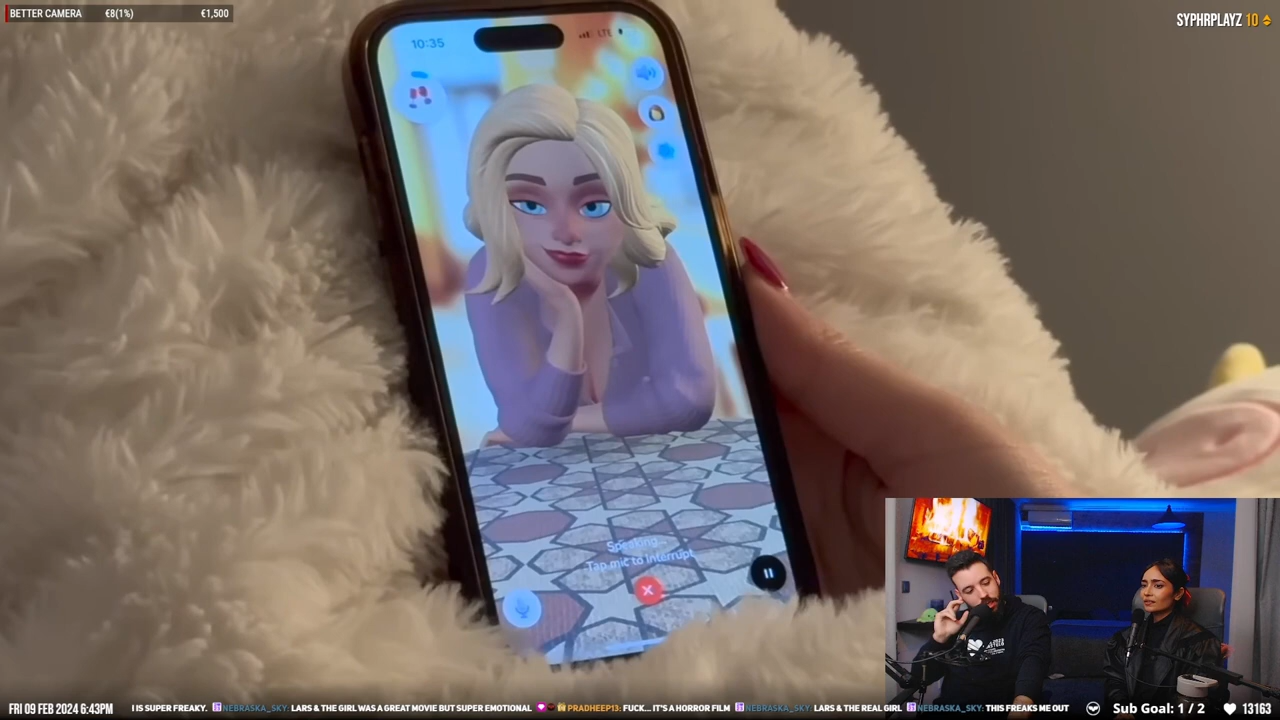 BETTER CAMERA €8(1%) €1,500
SYPHRPLAYZ 10
10:35
LTE
Speaking...
Tap mic to interrupt
FRI 09 FEB 2024 6:43PM
I IS SUPER FREAKY. NEBRASKA_SKY: LARS & THE GIRL WAS A GREAT MOVIE BUT SUPER EMOTIONAL PRADHEEP13: FUCK... IT'S A HORROR FILM NEBRASKA_SKY: LARS & THE REAL GIRL NEBRASKA_SKY: THIS FREAKS ME OUT
Sub Goal: 1 / 2
13163